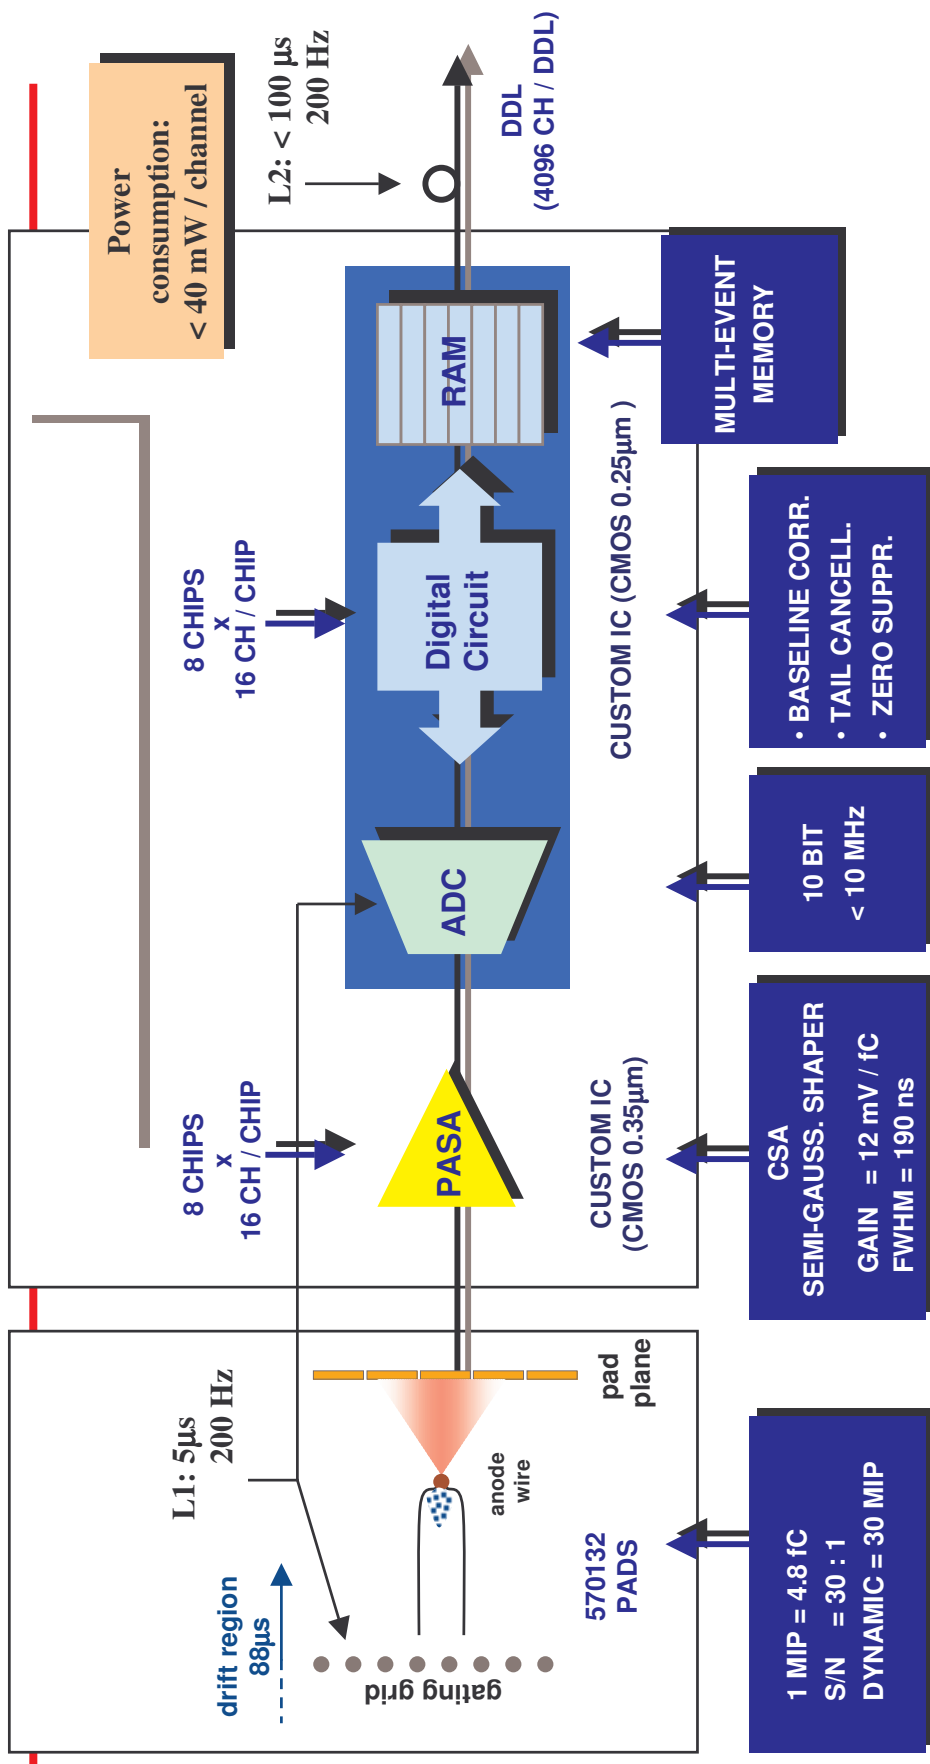 drift region
88µs
L1: 5µs
200 Hz
gating grid
anode
wire
pad
plane
570132
PADS
1 MIP = 4.8 fC
S/N = 30 : 1
DYNAMIC = 30 MIP
8 CHIPS
x
16 CH / CHIP
PASA
CUSTOM IC
(CMOS 0.35µm)
CSA
SEMI-GAUSS. SHAPER
GAIN = 12 mV / fC
FWHM = 190 ns
ADC
10 BIT
< 10 MHz
8 CHIPS
x
16 CH / CHIP
Digital
Circuit
CUSTOM IC (CMOS 0.25µm )
• BASELINE CORR.
• TAIL CANCELL.
• ZERO SUPPR.
RAM
MULTI-EVENT
MEMORY
Power
consumption:
< 40 mW / channel
L2: < 100 µs
200 Hz
DDL
(4096 CH / DDL)